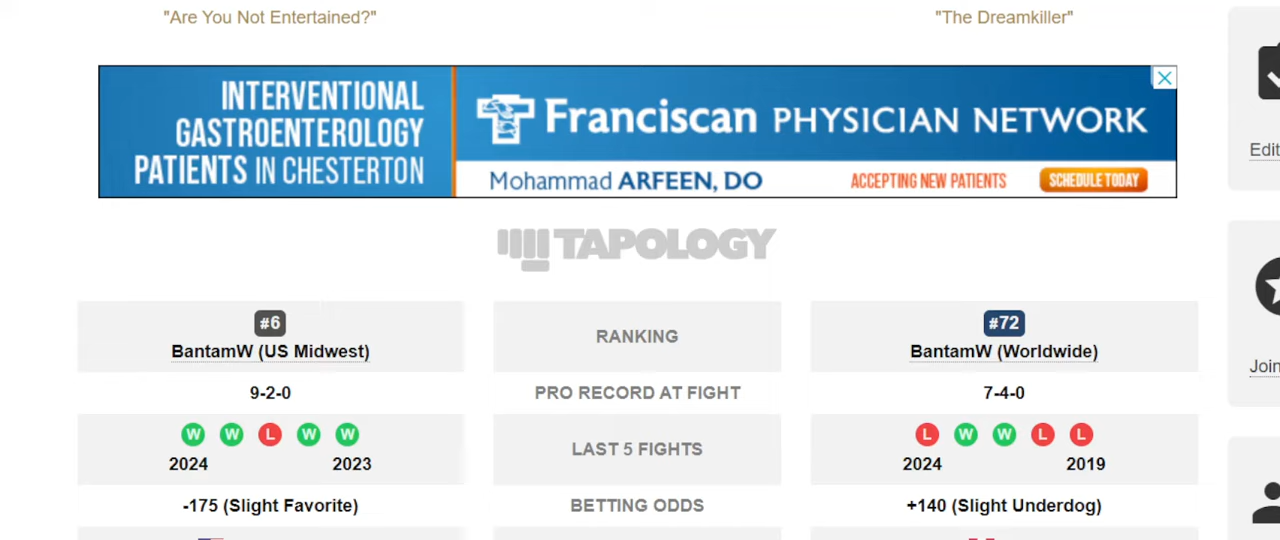 "Are You Not Entertained?"
"The Dreamkiller"
INTERVENTIONAL
GASTROENTEROLOGY
PATIENTS IN CHESTERTON
Franciscan PHYSICIAN NETWORK
Mohammad ARFEEN, DO
ACCEPTING NEW PATIENTS
SCHEDULE TODAY
TAPOLOGY
#6
BantamW (US Midwest)
RANKING
#72
BantamW (Worldwide)
9-2-0
PRO RECORD AT FIGHT
7-4-0
W W L W W
2024 2023
LAST 5 FIGHTS
L W W L L
2024 2019
-175 (Slight Favorite)
BETTING ODDS
+140 (Slight Underdog)
Edit
Join